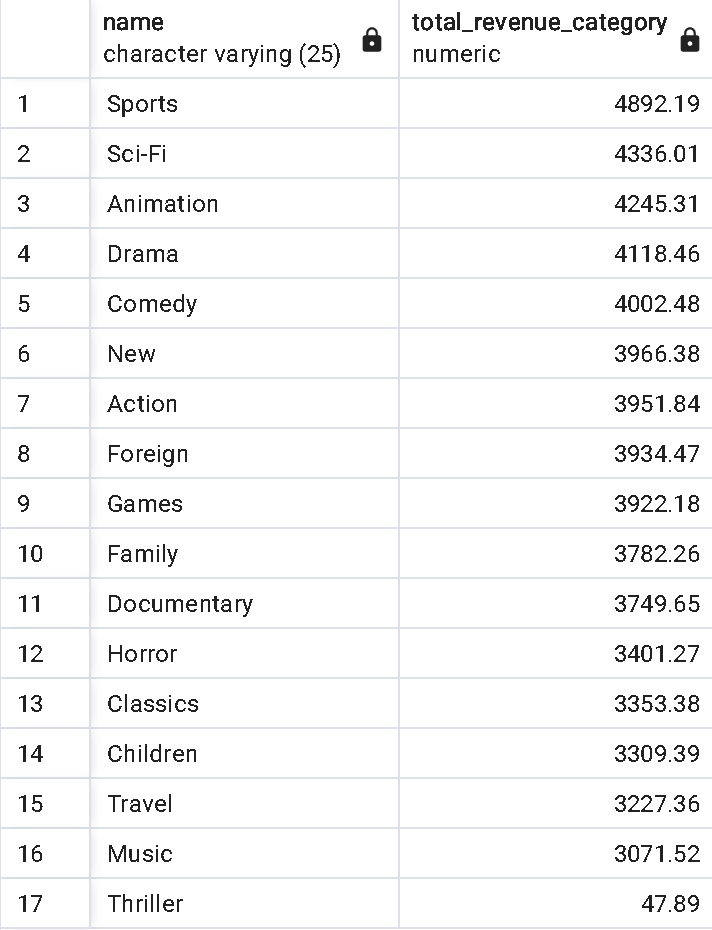 name total_revenue_category
character varying (25) numeric
1 Sports 4892.19
2 Sci-Fi 4336.01
3 Animation 4245.31
4 Drama 4118.46
5 Comedy 4002.48
6 New 3966.38
7 Action 3951.84
8 Foreign 3934.47
9 Games 3922.18
10 Family 3782.26
11 Documentary 3749.65
12 Horror 3401.27
13 Classics 3353.38
14 Children 3309.39
15 Travel 3227.36
16 Music 3071.52
17 Thriller 47.89